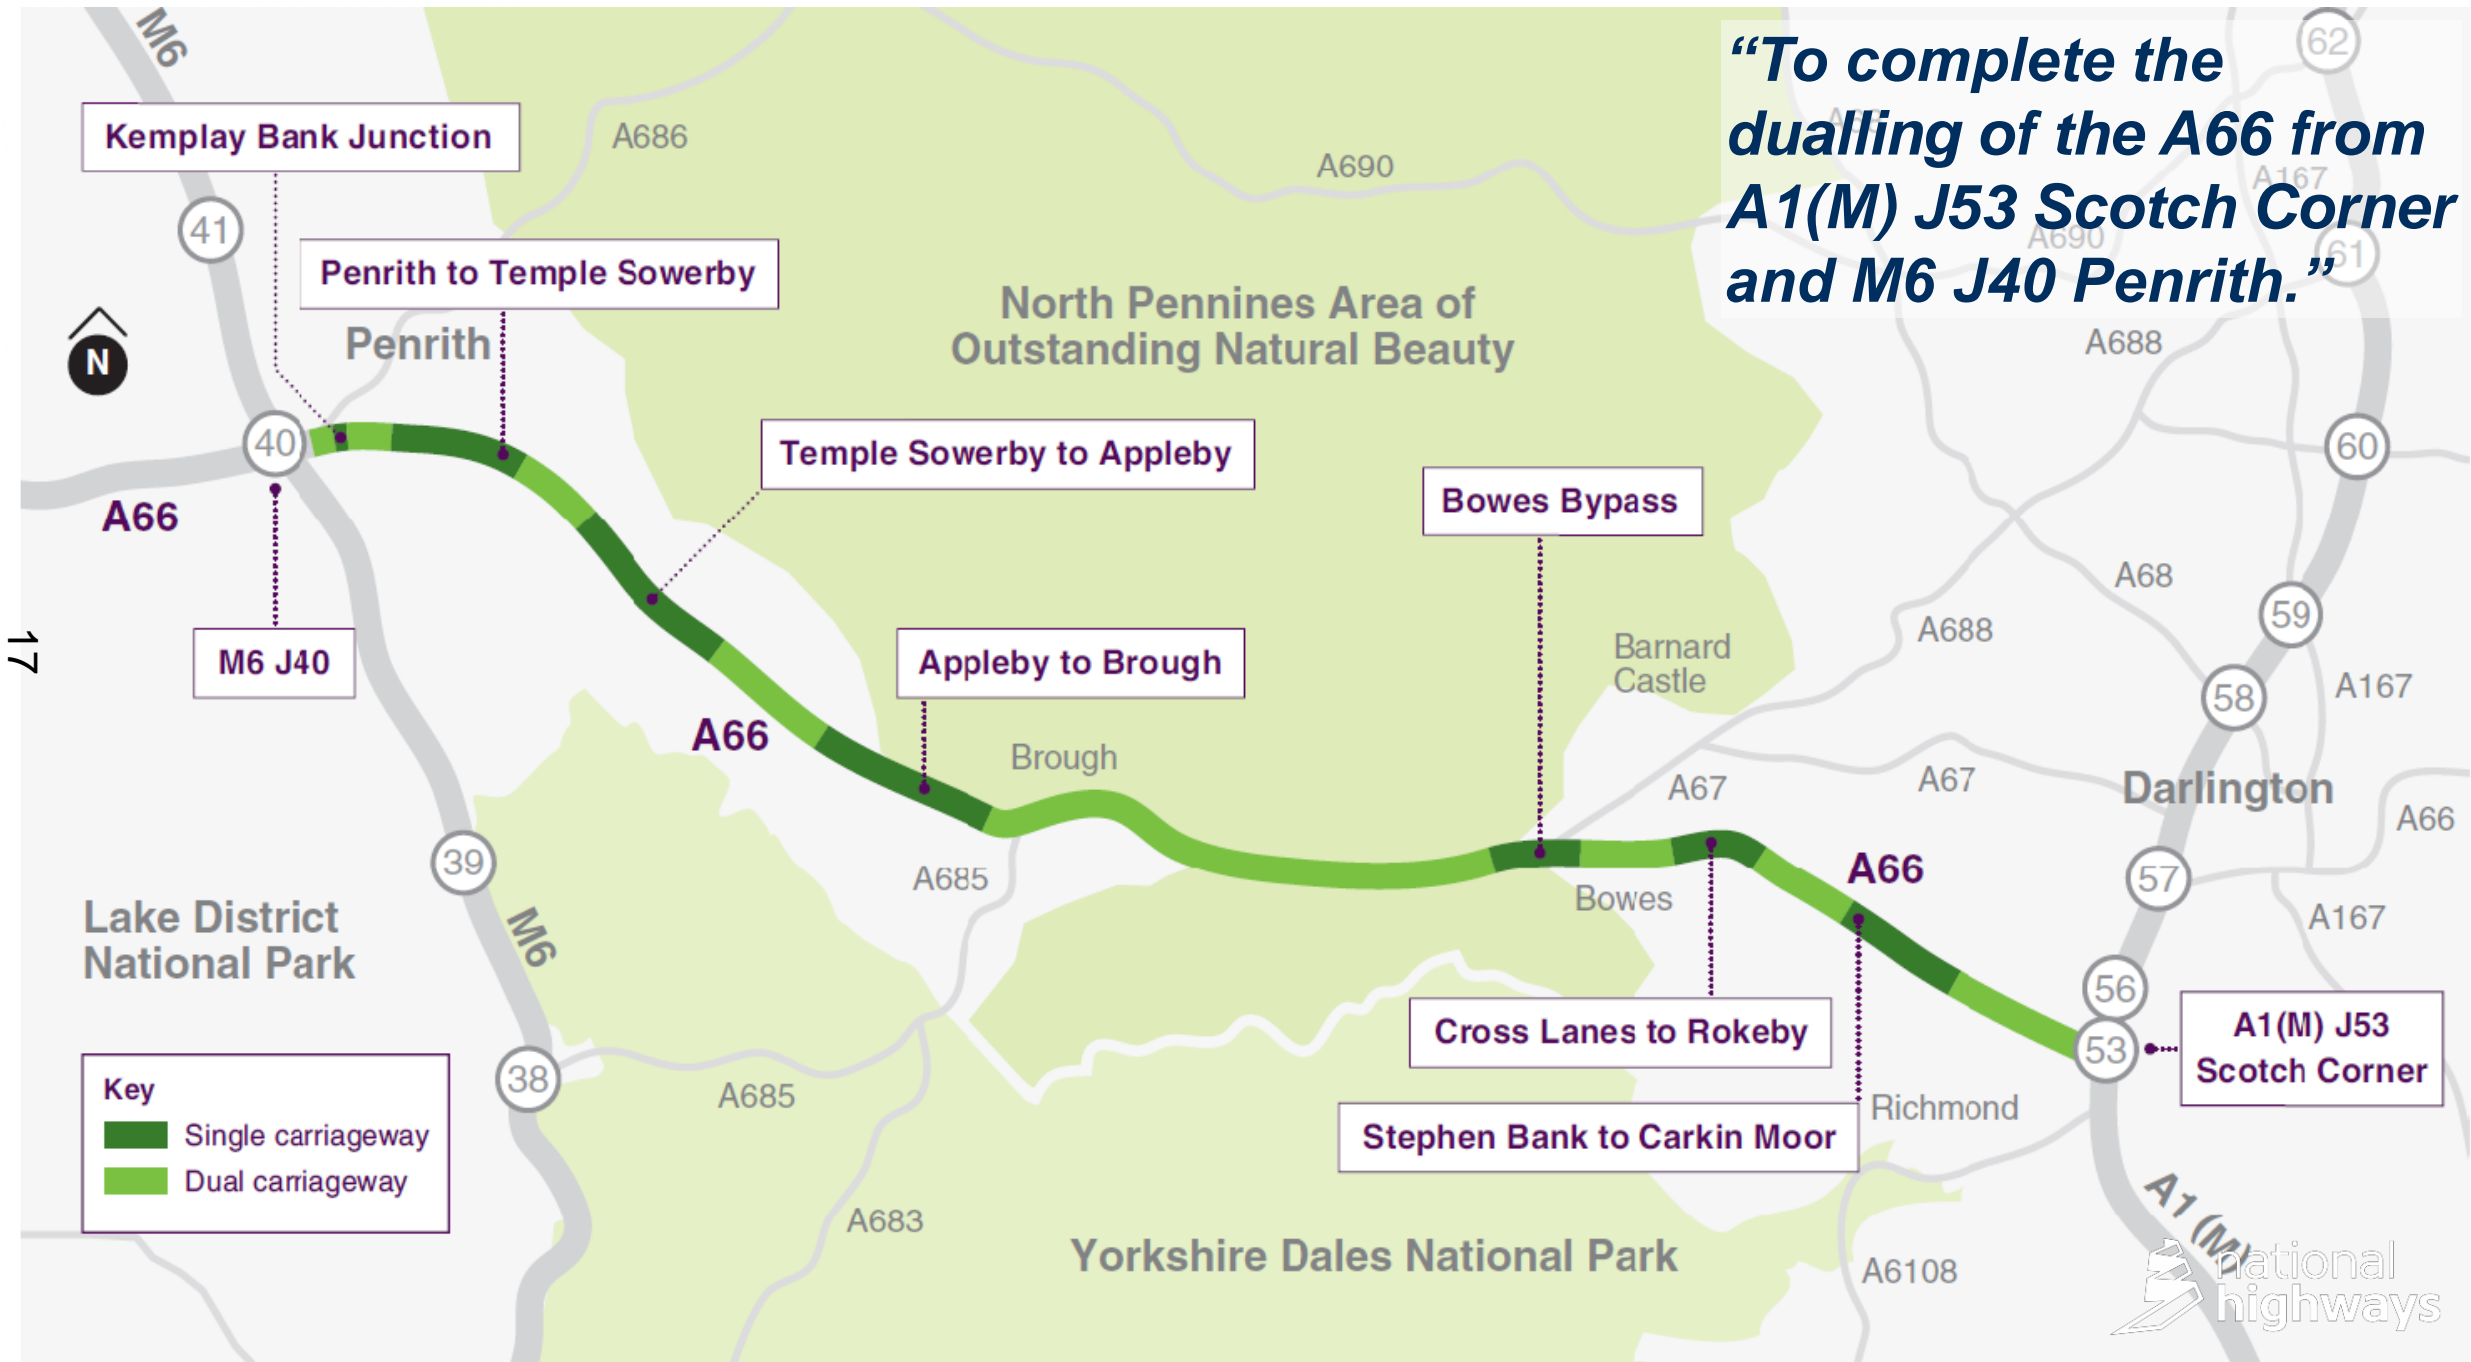 “To complete the
dualling of the A66 from
A1(M) J53 Scotch Corner
and M6 J40 Penrith.”
M6
62
A68
A167
A690
61
Kemplay Bank Junction
A686
A690
41
Penrith to Temple Sowerby
North Pennines Area of
Outstanding Natural Beauty
Penrith
N
A688
40
Temple Sowerby to Appleby
60
Bowes Bypass
A66
A68
59
17
M6 J40
Appleby to Brough
Barnard
Castle
A688
58
A167
A66
Brough
A67
A67
Darlington
A66
39
A685
Bowes
A66
57
Lake District
National Park
M6
A167
56
Cross Lanes to Rokeby
53
A1(M) J53
Scotch Corner
38
A685
Key
Single carriageway
Dual carriageway
Stephen Bank to Carkin Moor
Richmond
A683
Yorkshire Dales National Park
A6108
A1 (M)
national
highways